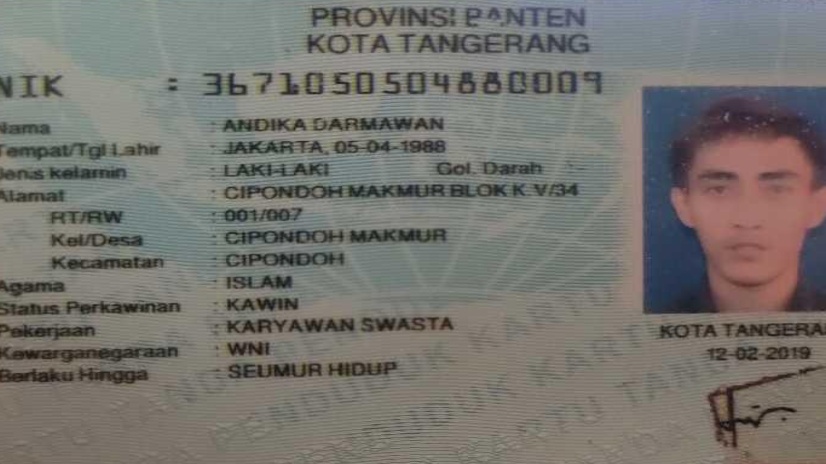 PROVINSI BANTEN
KOTA TANGERANG
NIK : 3671050504880009
Nama : ANDIKA DARMAWAN
Tempat/Tgl Lahir : JAKARTA, 05-04-1988
Jenis kelamin : LAKI-LAKI Gol. Darah : -
Alamat : CIPONDOH MAKMUR BLOK K V/34
RT/RW : 001/007
Kel/Desa : CIPONDOH MAKMUR
Kecamatan : CIPONDOH
Agama : ISLAM
Status Perkawinan : KAWIN
Pekerjaan : KARYAWAN SWASTA
Kewarganegaraan : WNI
Berlaku Hingga : SEUMUR HIDUP
KOTA TANGERA
12-02-2019